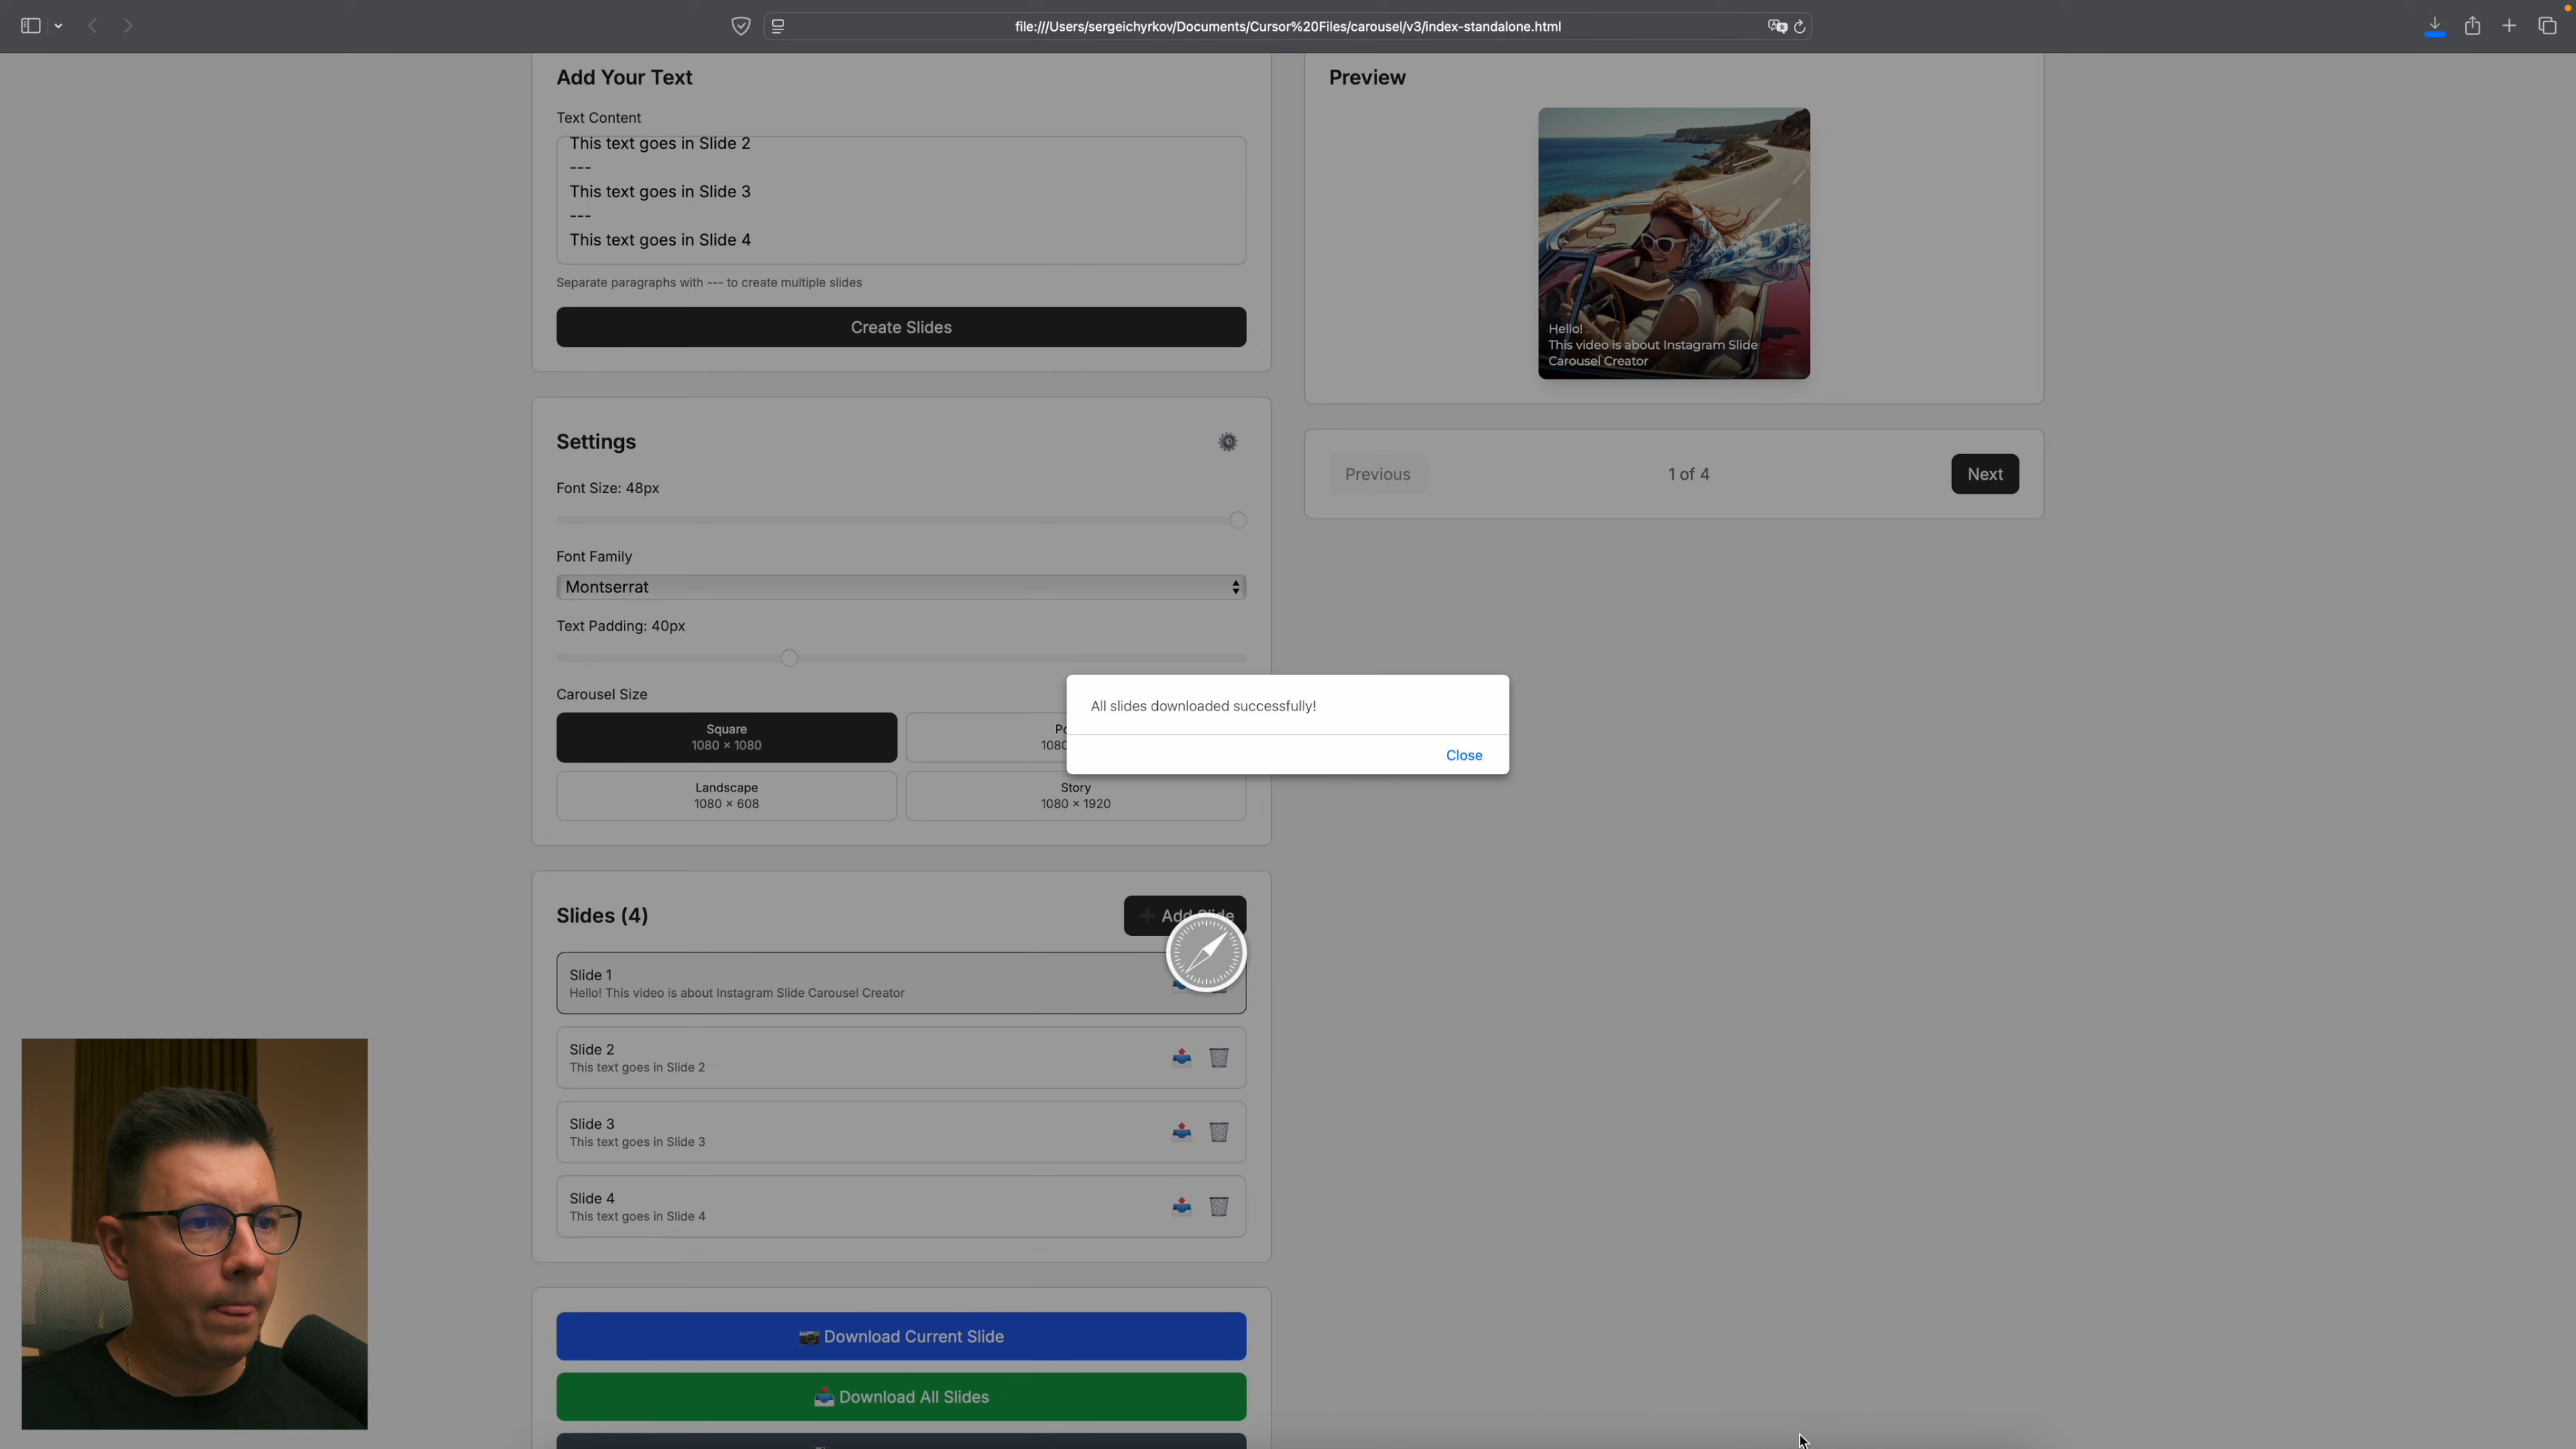 file:///Users/sergeichyrkov/Documents/Cursor%20Files/carousel/v3/index-standalone.html
Add Your Text
Text Content
This text goes in Slide 2
---
This text goes in Slide 3
---
This text goes in Slide 4
Separate paragraphs with --- to create multiple slides
Create Slides
Settings
Font Size: 48px
Font Family
Montserrat
Text Padding: 40px
Carousel Size
Square
1080 × 1080
Landscape
1080 × 608
Story
1080 × 1920
Slides (4)
Add Slide
Slide 1
Hello! This video is about Instagram Slide Carousel Creator
Slide 2
This text goes in Slide 2
Slide 3
This text goes in Slide 3
Slide 4
This text goes in Slide 4
Download Current Slide
Download All Slides
Preview
Hello!
This video is about Instagram Slide
Carousel Creator
Previous
1 of 4
Next
All slides downloaded successfully!
Close